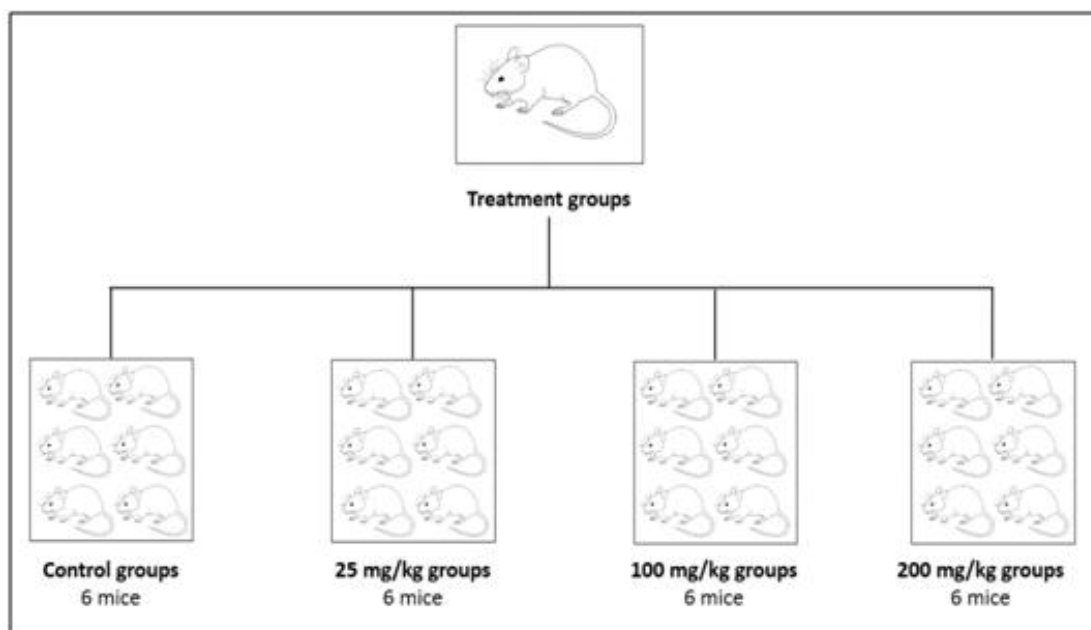 Treatment groups
Control groups
6 mice
25 mg/kg groups
6 mice
100 mg/kg groups
6 mice
200 mg/kg groups
6 mice